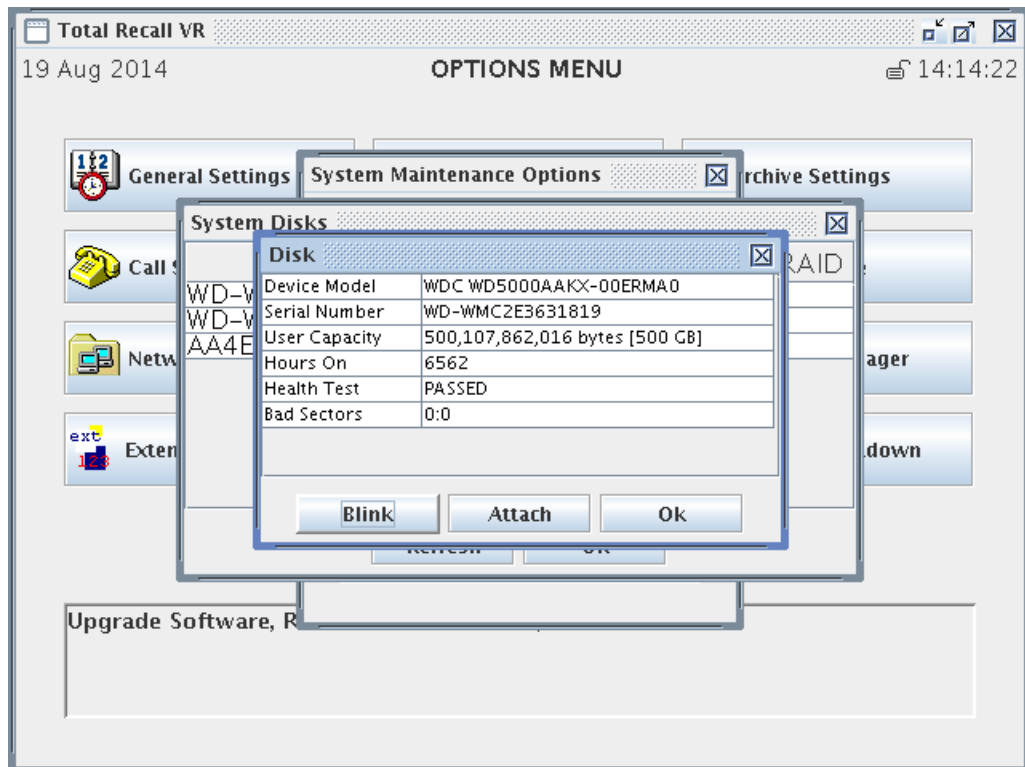 Total Recall VR
19 Aug 2014 OPTIONS MENU 14:14:22
General Settings System Maintenance Options rchive Settings
System Disks
Call Disk RAID
WD-W Device Model WDC WD5000AAKX-00ERMA0
WD-W Serial Number WD-WMC2E3631819
AA4E User Capacity 500,107,862,016 bytes [500 GB]
Netw Hours On 6562 ager
Health Test PASSED
Bad Sectors 0:0
ext
123 Exten down
Blink Attach Ok
Upgrade Software, R